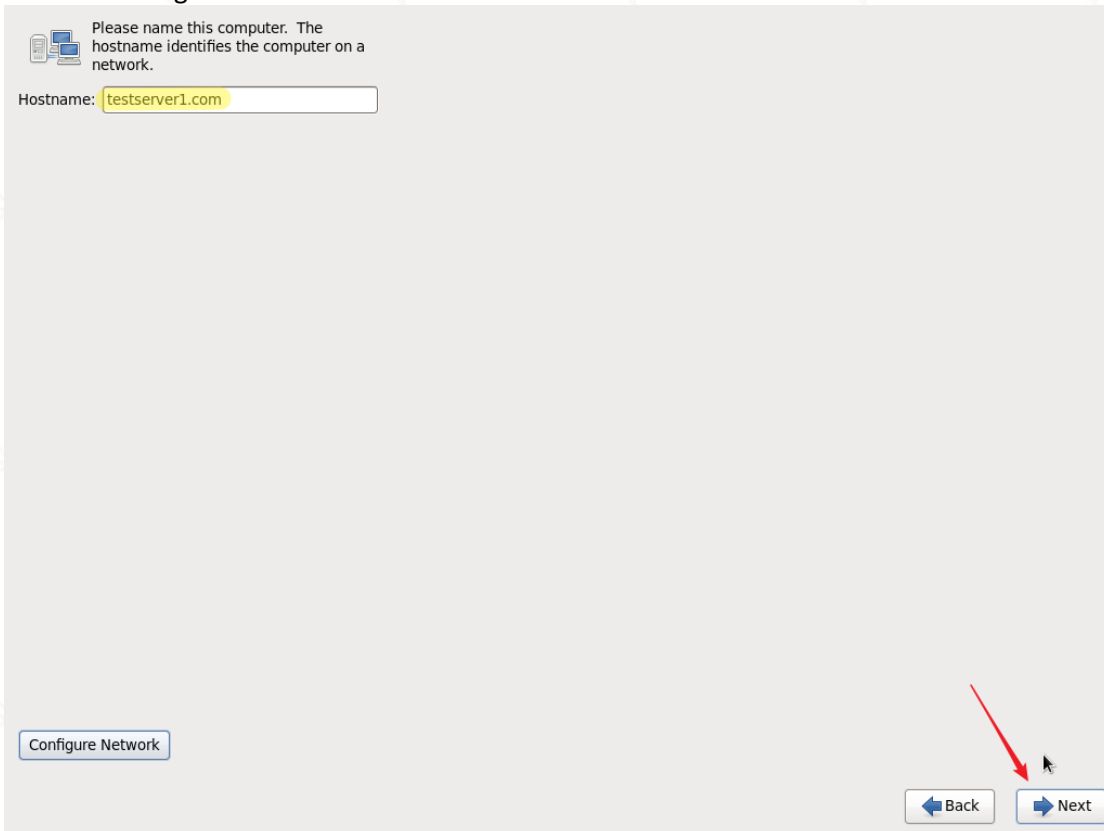 Please name this computer. The
hostname identifies the computer on a
network.
Hostname: testserver1.com
Configure Network
Back
Next